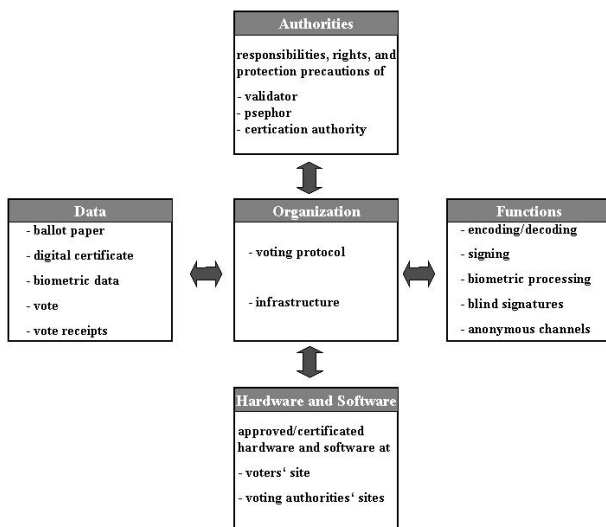 Authorities
responsibilities, rights, and
protection precautions of
- validator
- psephor
- certication authority
Data
- ballot paper
- digital certificate
- biometric data
- vote
- vote receipts
Organization
- voting protocol
- infrastructure
Functions
- encoding/decoding
- signing
- biometric processing
- blind signatures
- anonymous channels
Hardware and Software
approved/certificated
hardware and software at
- voters‘ site
- voting authorities‘ sites